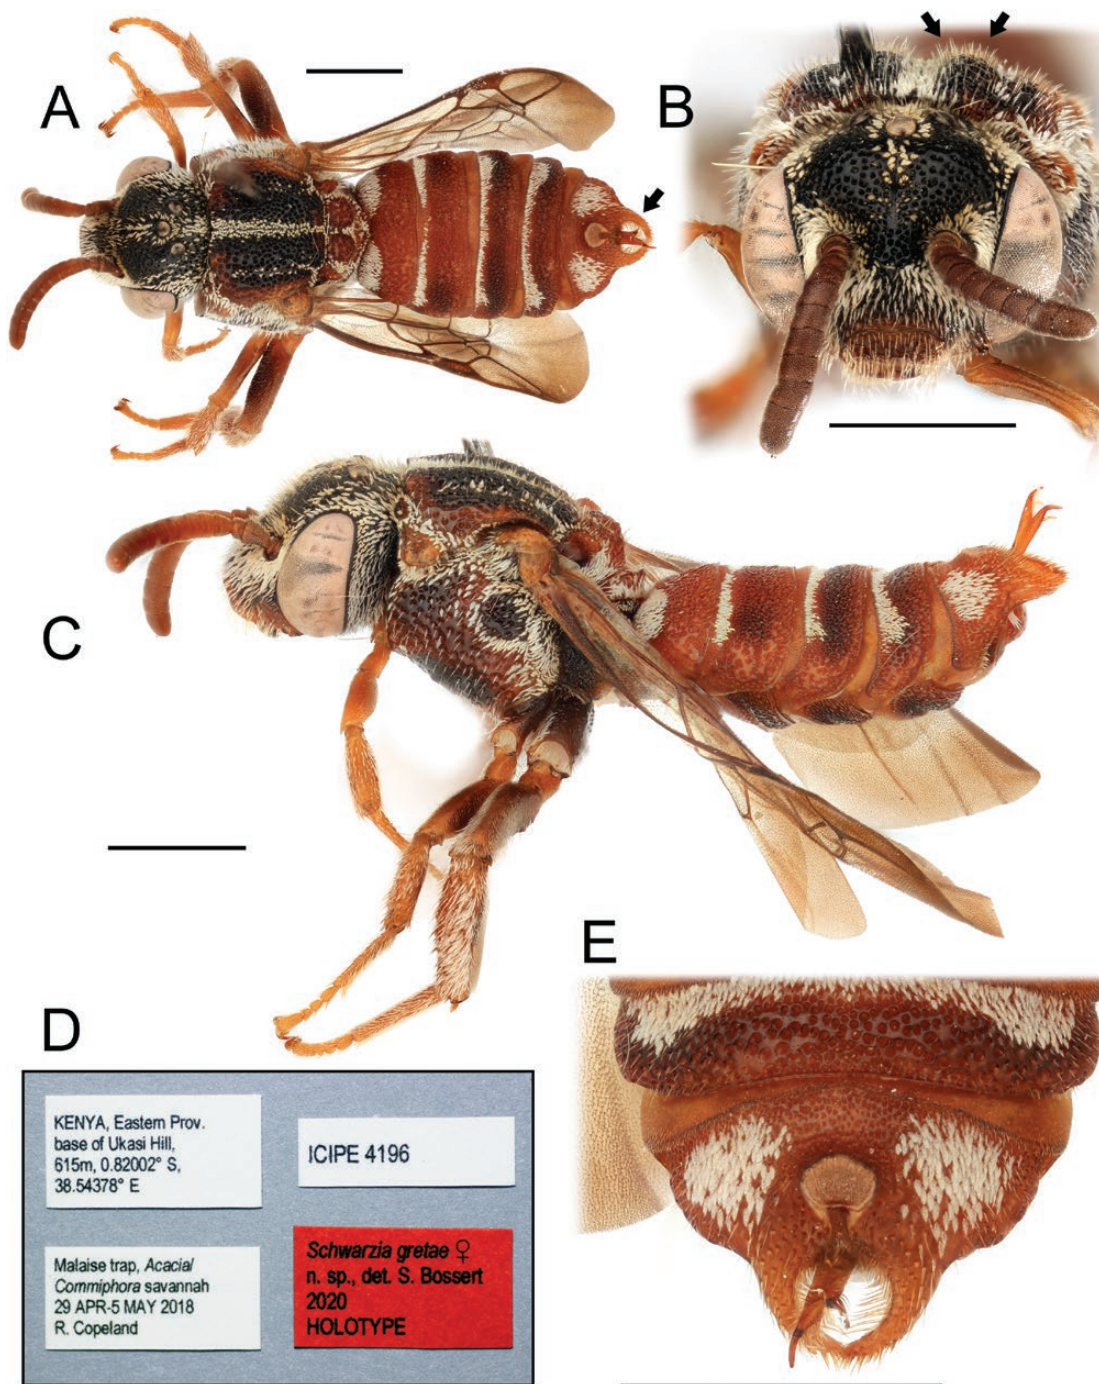 A
B
C
E
D
KENYA, Eastern Prov.
base of Ukasi Hill,
615m, 0.82002° S,
38.54378° E
ICIPE 4196
Malaise trap, Acacia/
Commiphora savannah
29 APR-5 MAY 2018
R. Copeland
Schwarzia gretae ♀
n. sp., det. S. Bossert
2020
HOLOTYPE